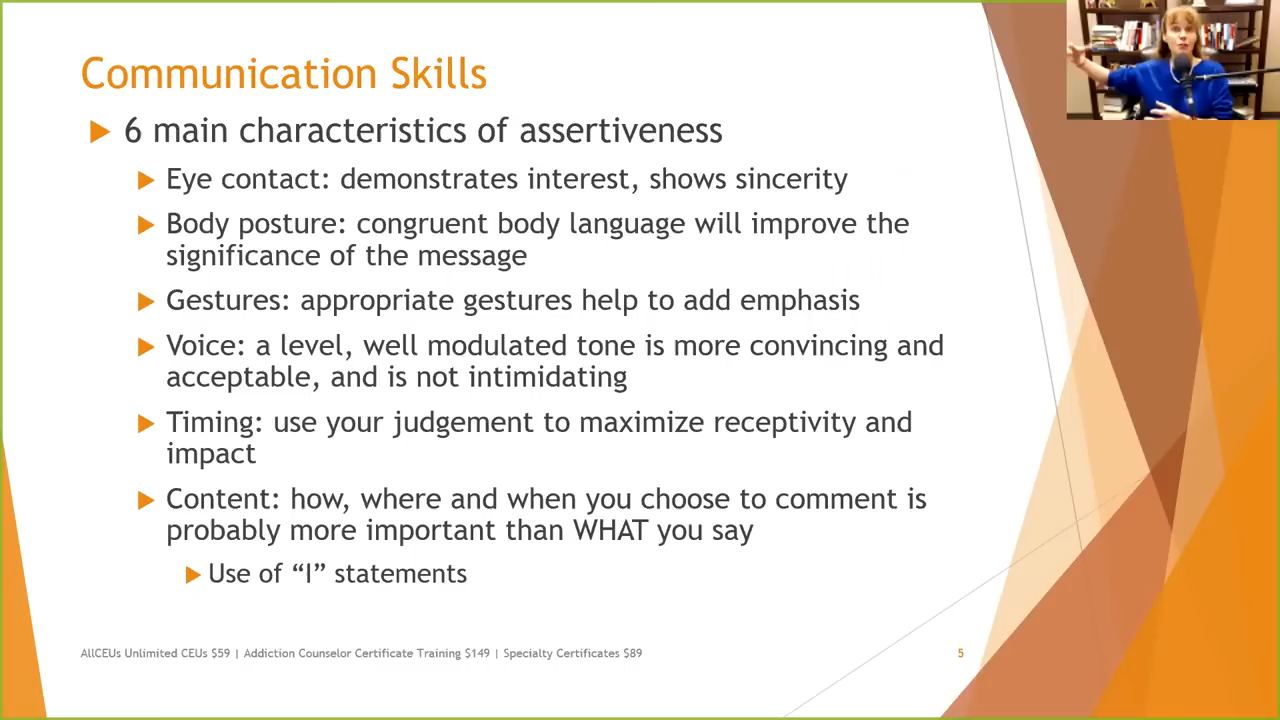 Communication Skills
6 main characteristics of assertiveness
Eye contact: demonstrates interest, shows sincerity
Body posture: congruent body language will improve the
significance of the message
Gestures: appropriate gestures help to add emphasis
Voice: a level, well modulated tone is more convincing and
acceptable, and is not intimidating
Timing: use your judgement to maximize receptivity and
impact
Content: how, where and when you choose to comment is
probably more important than WHAT you say
Use of “I” statements
AllCEUs Unlimited CEUs $59 | Addiction Counselor Certificate Training $149 | Specialty Certificates $89
5